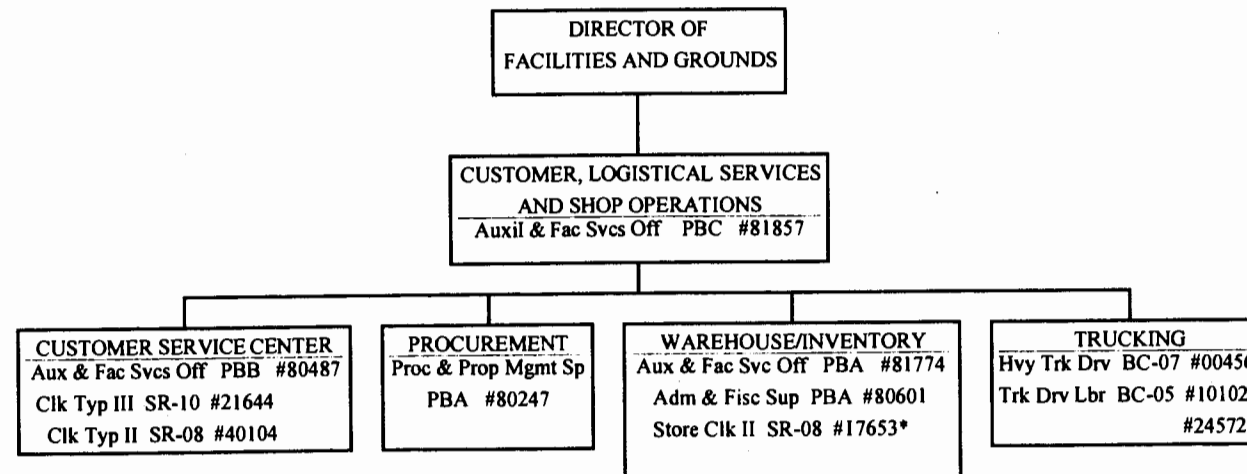 DIRECTOR OF
FACILITIES AND GROUNDS
CUSTOMER, LOGISTICAL SERVICES
AND SHOP OPERATIONS
Auxil & Fac Svcs Off PBC #81857
CUSTOMER SERVICE CENTER
Aux & Fac Svcs Off PBB #80487
Clk Typ III SR-10 #21644
Clk Typ II SR-08 #40104
PROCUREMENT
Proc & Prop Mgmt Sp
PBA #80247
WAREHOUSE/INVENTORY
Aux & Fac Svc Off PBA #81774
Adm & Fisc Sup PBA #80601
Store Clk II SR-08 #17653*
TRUCKING
Hvy Trk Drv BC-07 #00456
Trk Drv Lbr BC-05 #10102
#24572